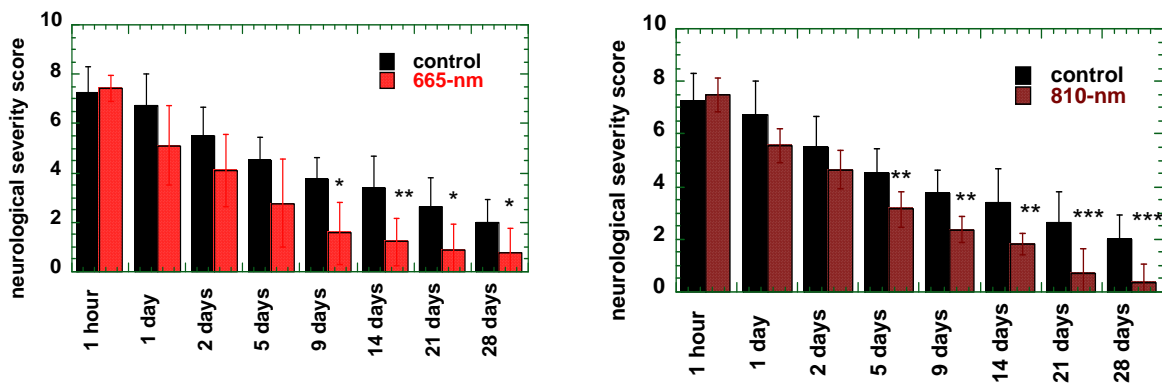 neurological severity score
10
8
6
4
2
0
control
665-nm
*
**
*
*
1 hour
1 day
2 days
5 days
9 days
14 days
21 days
28 days
neurological severity score
10
8
6
4
2
0
control
810-nm
**
**
**
***
***
1 hour
1 day
2 days
5 days
9 days
14 days
21 days
28 days